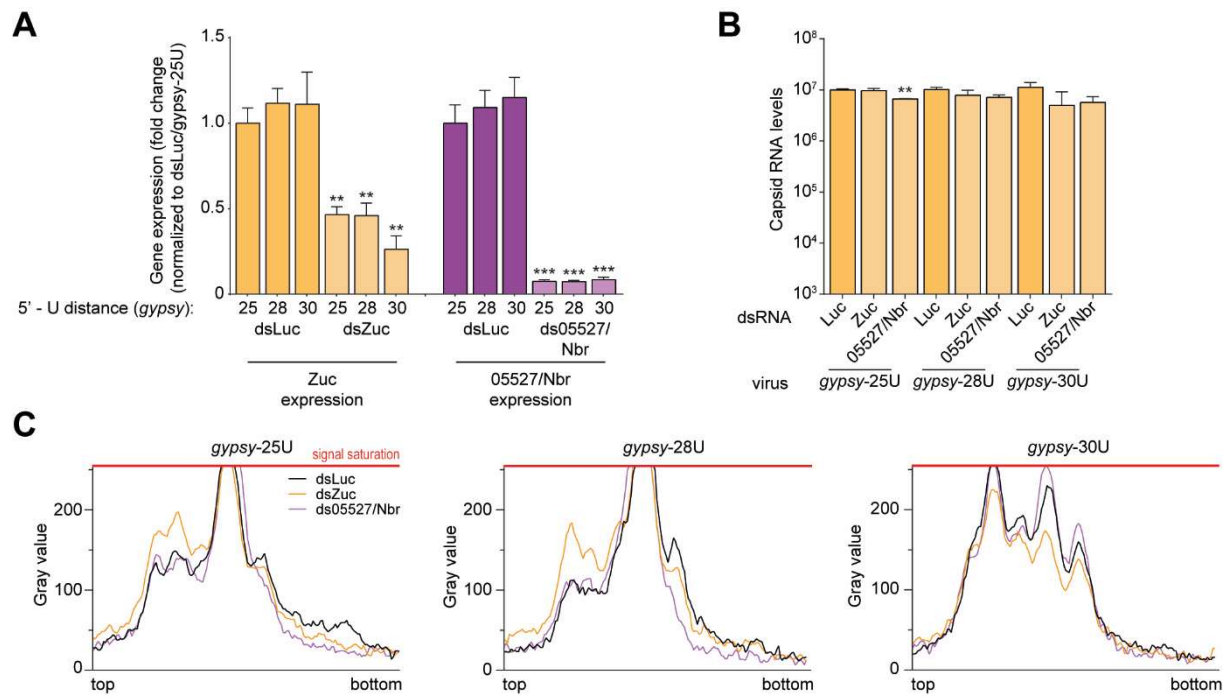 A
Gene expression (fold change
(normalized to dsLuc/gypsy-25U)
1.5
1.0
0.5
0
** ** **
*** *** ***
5' - U distance (gypsy): 25 28 30 25 28 30 25 28 30 25 28 30
dsLuc dsZuc dsLuc ds05527/
Nbr
Zuc
expression
05527/Nbr
expression
B
Capsid RNA levels
10⁸
10⁷
10⁶
10⁵
10⁴
10³
**
dsRNA Luc Zuc 05527/Nbr Luc Zuc 05527/Nbr Luc Zuc 05527/Nbr
virus gypsy-25U gypsy-28U gypsy-30U
C
gypsy-25U
signal saturation
dsLuc
dsZuc
ds05527/Nbr
Gray value
200
100
0
top bottom
gypsy-28U
Gray value
200
100
0
top bottom
gypsy-30U
Gray value
200
100
0
top bottom